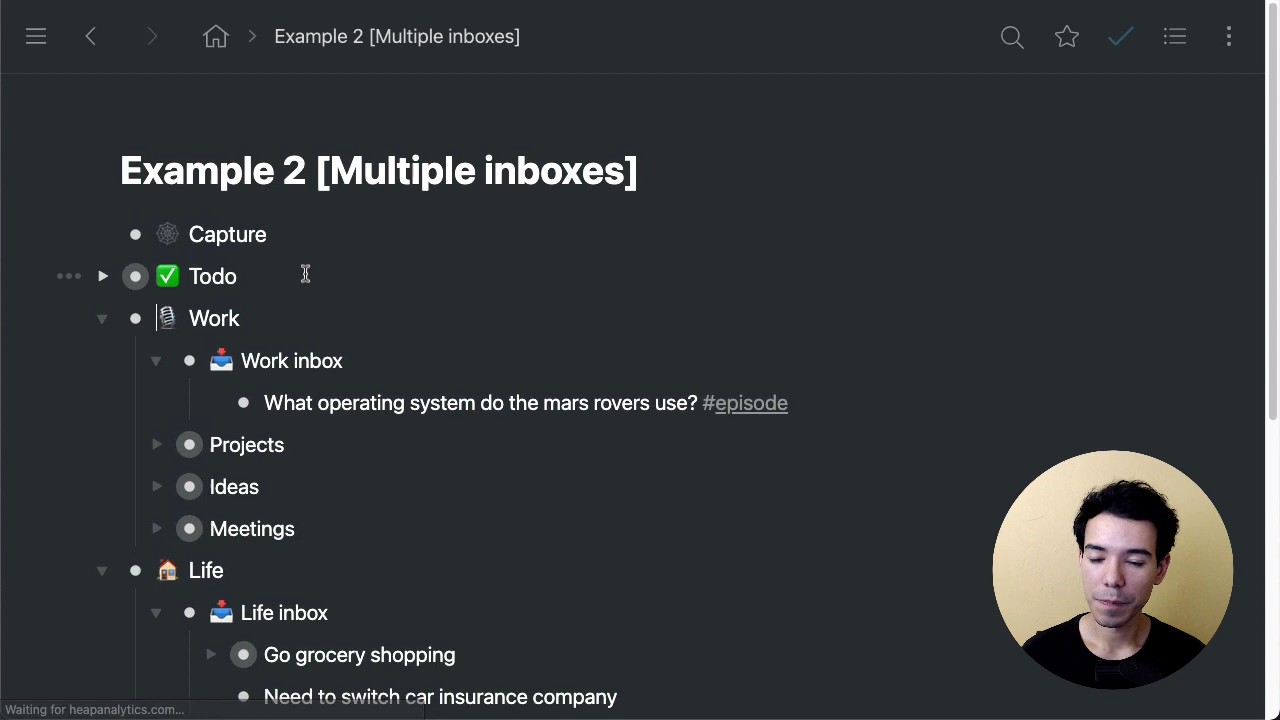 Example 2 [Multiple inboxes]
Example 2 [Multiple inboxes]
Capture
Todo
Work
Work inbox
What operating system do the mars rovers use? #episode
Projects
Ideas
Meetings
Life
Life inbox
Go grocery shopping
Need to switch car insurance company
Waiting for heapanalytics.com...